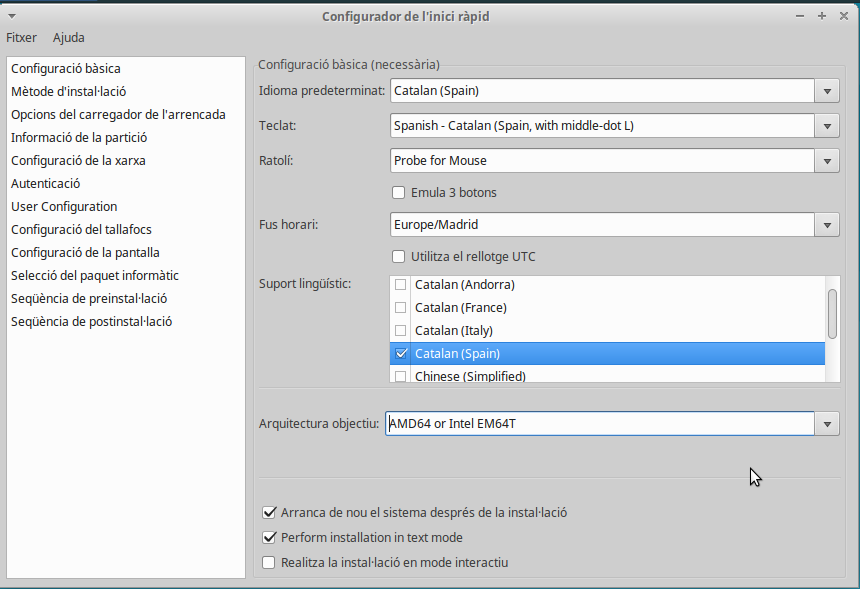 Configurador de l'inici ràpid
Fitxer Ajuda
Configuració bàsica
Mètode d'instal·lació
Opcions del carregador de l'arrencada
Informació de la partició
Configuració de la xarxa
Autenticació
User Configuration
Configuració del tallafocs
Configuració de la pantalla
Selecció del paquet informàtic
Seqüència de preinstal·lació
Seqüència de postinstal·lació
Configuració bàsica (necessària)
Idioma predeterminat: Catalan (Spain)
Teclat: Spanish - Catalan (Spain, with middle-dot L)
Ratolí: Probe for Mouse
Emula 3 botons
Fus horari: Europe/Madrid
Utilitza el rellotge UTC
Suport lingüístic: Catalan (Andorra)
Catalan (France)
Catalan (Italy)
Catalan (Spain)
Chinese (Simplified)
Arquitectura objectiu: AMD64 or Intel EM64T
Arranca de nou el sistema després de la instal·lació
Perform installation in text mode
Realitza la instal·lació en mode interactiu